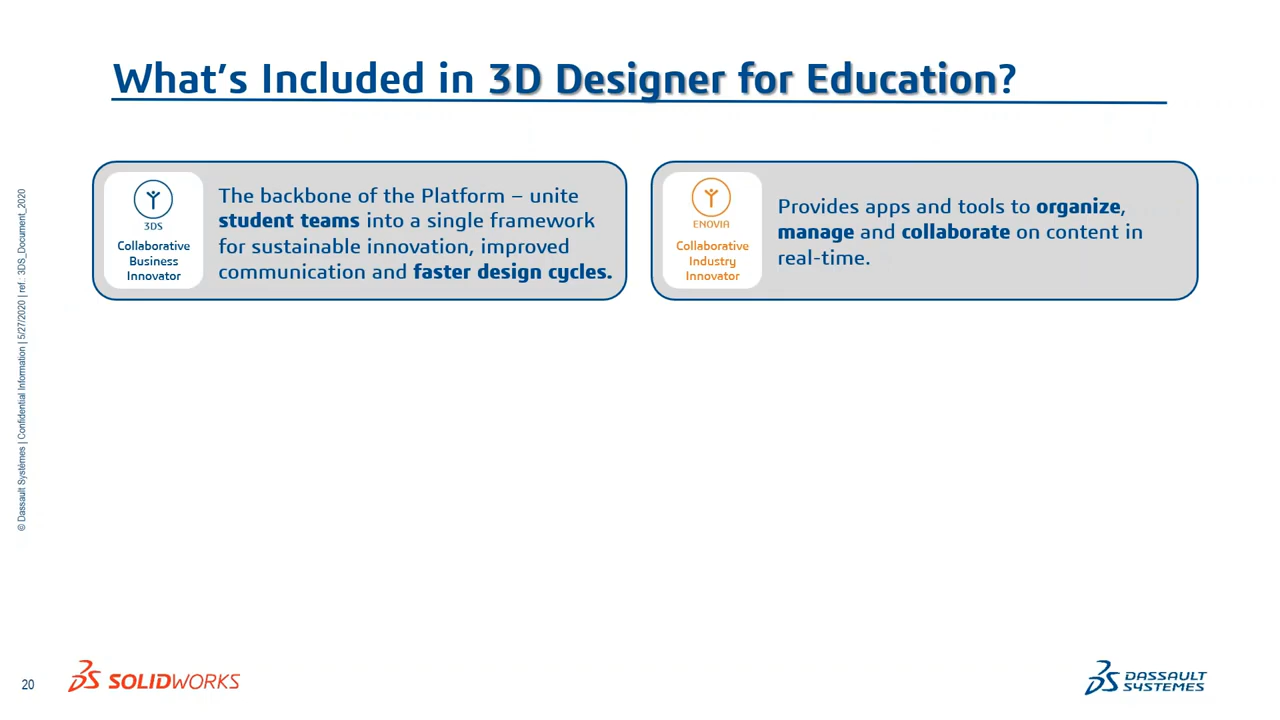 What's Included in 3D Designer for Education?
3DS
Collaborative
Business
Innovator
The backbone of the Platform – unite
student teams into a single framework
for sustainable innovation, improved
communication and faster design cycles.
ENOVIA
Collaborative
Industry
Innovator
Provides apps and tools to organize,
manage and collaborate on content in
real-time.
© Dassault Systèmes | Confidential Information | 5/27/2020 | ref.: 3DS_Document_2020
20
SOLIDWORKS
DASSAULT
SYSTEMES